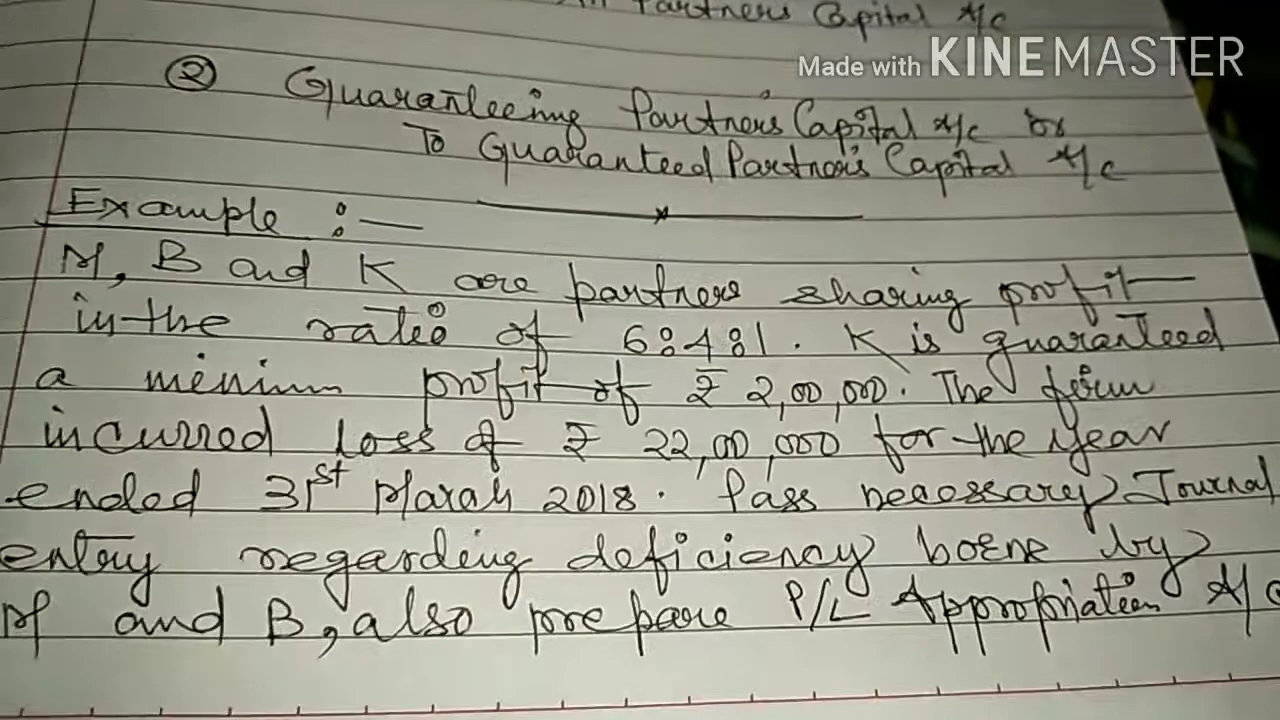 Partners Capital A/c
Made with KINEMASTER
② Guaranteeing Partner's Capital A/c Dr
To Guaranteed Partner's Capital A/c
Example :—
M, B and K are partners sharing profit
in the ratio of 6:4:1. K is guaranteed
a minium profit of ₹ 2,00,000. The firm
incurred loss of ₹ 22,00,000 for the year
ended 31st March 2018. Pass necessary Journal
entry regarding deficiency borne by
M and B, also prepare P/L Appropriation A/c